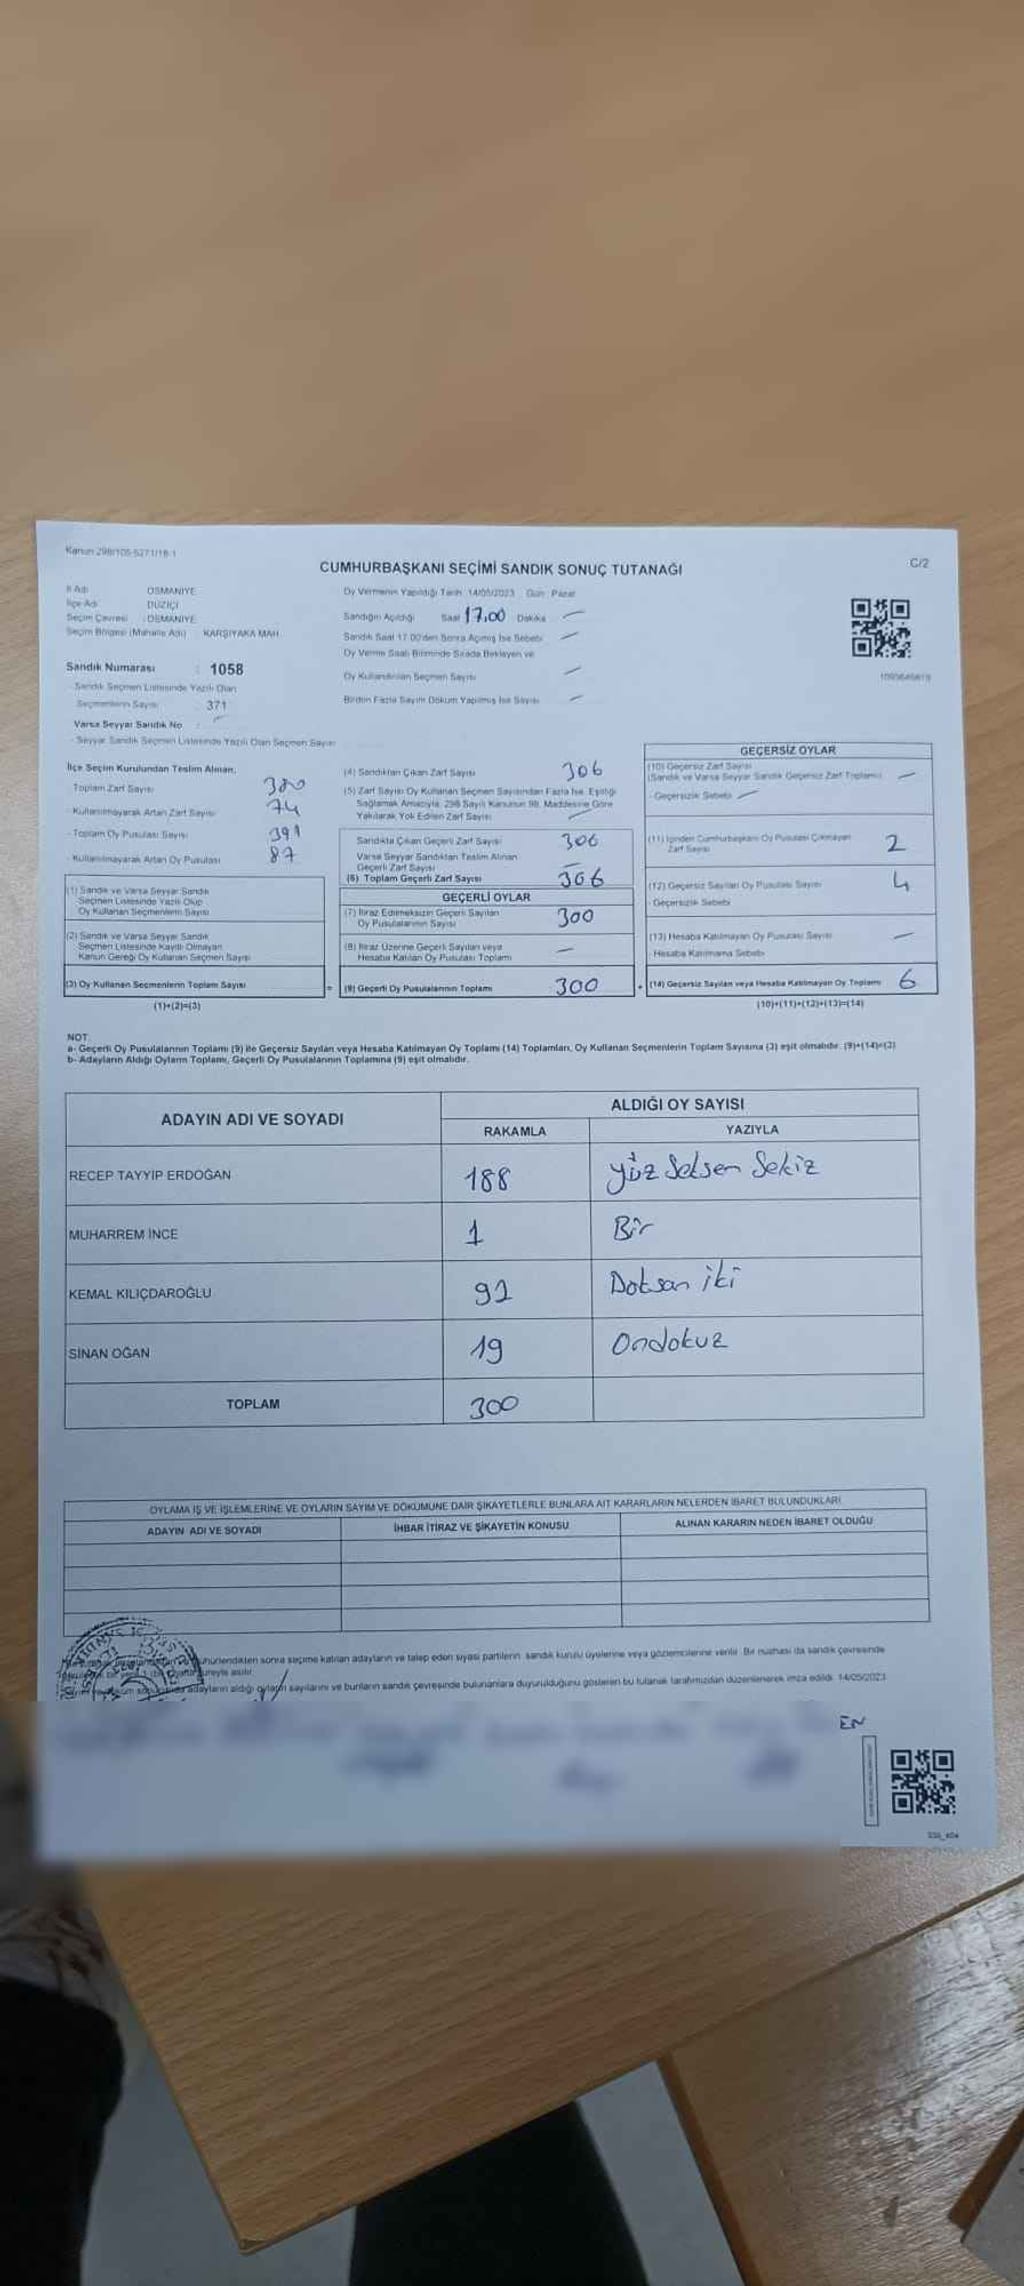 Kanun 298/105-5271/18-1
CUMHURBAŞKANI SEÇİMİ SANDIK SONUÇ TUTANAĞI
C/2
İl Adı OSMANİYE
İlçe Adı DÜZİÇİ
Seçim Çevresi : OSMANİYE
Seçim Bölgesi (Mahalle Adı) KARŞIYAKA MAH.
Sandık Numarası : 1058
Sandık Seçmen Listesinde Yazılı Olan
Seçmenlerin Sayısı 371
Varsa Seyyar Sandık No :
- Seyyar Sandık Seçmen Listesinde Yazılı Olan Seçmen Sayısı
Oy Vermenin Yapıldığı Tarih 14/05/2023 Gün Pazar
Sandığın Açıldığı Saat 17.00 Dakika —
Sandık Saat 17.00'den Sonra Açılmış İse Sebebi —
Oy Verme Saati Bitiminde Sırada Bekleyen ve
Oy Kullandırılan Seçmen Sayısı —
Birden Fazla Sayım Döküm Yapılmış İse Sayısı —
İlçe Seçim Kurulundan Teslim Alınan;
Toplam Zarf Sayısı 380
- Kullanılmayarak Artan Zarf Sayısı 74
- Toplam Oy Pusulası Sayısı 391
- Kullanılmayarak Artan Oy Pusulası 87
(1) Sandık ve Varsa Seyyar Sandık
Seçmen Listesinde Yazılı Olup
Oy Kullanan Seçmenlerin Sayısı
(2) Sandık ve Varsa Seyyar Sandık
Seçmen Listesinde Kayıtlı Olmayan
Kanun Gereği Oy Kullanan Seçmen Sayısı
(3) Oy Kullanan Seçmenlerin Toplam Sayısı
(1)+(2)=(3)
(4) Sandıktan Çıkan Zarf Sayısı 306
(5) Zarf Sayısı Oy Kullanan Seçmen Sayısından Fazla İse, Eşitliği
Sağlamak Amacıyla, 298 Sayılı Kanunun 98. Maddesine Göre
Yakılarak Yok Edilen Zarf Sayısı —
Sandıkta Çıkan Geçerli Zarf Sayısı 306
Varsa Seyyar Sandıktan Teslim Alınan
Geçerli Zarf Sayısı —
(6) Toplam Geçerli Zarf Sayısı 306
GEÇERLİ OYLAR
(7) İtiraz Edilmeksizin Geçerli Sayılan
Oy Pusulalarının Sayısı 300
(8) İtiraz Üzerine Geçerli Sayılan veya
Hesaba Katılan Oy Pusulası Toplamı —
= (9) Geçerli Oy Pusulalarının Toplamı 300
GEÇERSİZ OYLAR
(10) Geçersiz Zarf Sayısı
(Sandık ve Varsa Seyyar Sandık Geçersiz Zarf Toplamı) —
- Geçersizlik Sebebi —
(11) İçinden Cumhurbaşkanı Oy Pusulası Çıkmayan
Zarf Sayısı 2
(12) Geçersiz Sayılan Oy Pusulası Sayısı 4
- Geçersizlik Sebebi
(13) Hesaba Katılmayan Oy Pusulası Sayısı —
- Hesaba Katılmama Sebebi
+ (14) Geçersiz Sayılan veya Hesaba Katılmayan Oy Toplamı 6
(10)+(11)+(12)+(13)=(14)
NOT:
a- Geçerli Oy Pusulalarının Toplamı (9) ile Geçersiz Sayılan veya Hesaba Katılmayan Oy Toplamı (14) Toplamları, Oy Kullanan Seçmenlerin Toplam Sayısına (3) eşit olmalıdır. (9)+(14)=(3)
b- Adayların Aldığı Oyların Toplamı, Geçerli Oy Pusulalarının Toplamına (9) eşit olmalıdır.
ADAYIN ADI VE SOYADI ALDIĞI OY SAYISI
RAKAMLA YAZIYLA
RECEP TAYYİP ERDOĞAN 188 yüz Seksen Sekiz
MUHARREM İNCE 1 Bir
KEMAL KILIÇDAROĞLU 92 Doksan iki
SİNAN OĞAN 19 Ondokuz
TOPLAM 300
OYLAMA İŞ VE İŞLEMLERİNE VE OYLARIN SAYIM VE DÖKÜMÜNE DAİR ŞİKAYETLERLE BUNLARA AİT KARARLARIN NELERDEN İBARET BULUNDUKLARI
ADAYIN ADI VE SOYADI İHBAR İTİRAZ VE ŞİKAYETİN KONUSU ALINAN KARARIN NEDEN İBARET OLDUĞU
mühürlendikten sonra seçime katılan adayların ve talep eden siyasi partilerin sandık kurulu üyelerine veya gözlemcilerine verilir. Bir nüshası da sandık çevresinde
süreyle asılır.
adayların aldığı oyların sayılarını ve bunların sandık çevresinde bulunanlara duyurulduğunu gösteren bu tutanak tarafımızdan düzenlenerek imza edildi. 14/05/2023
EN